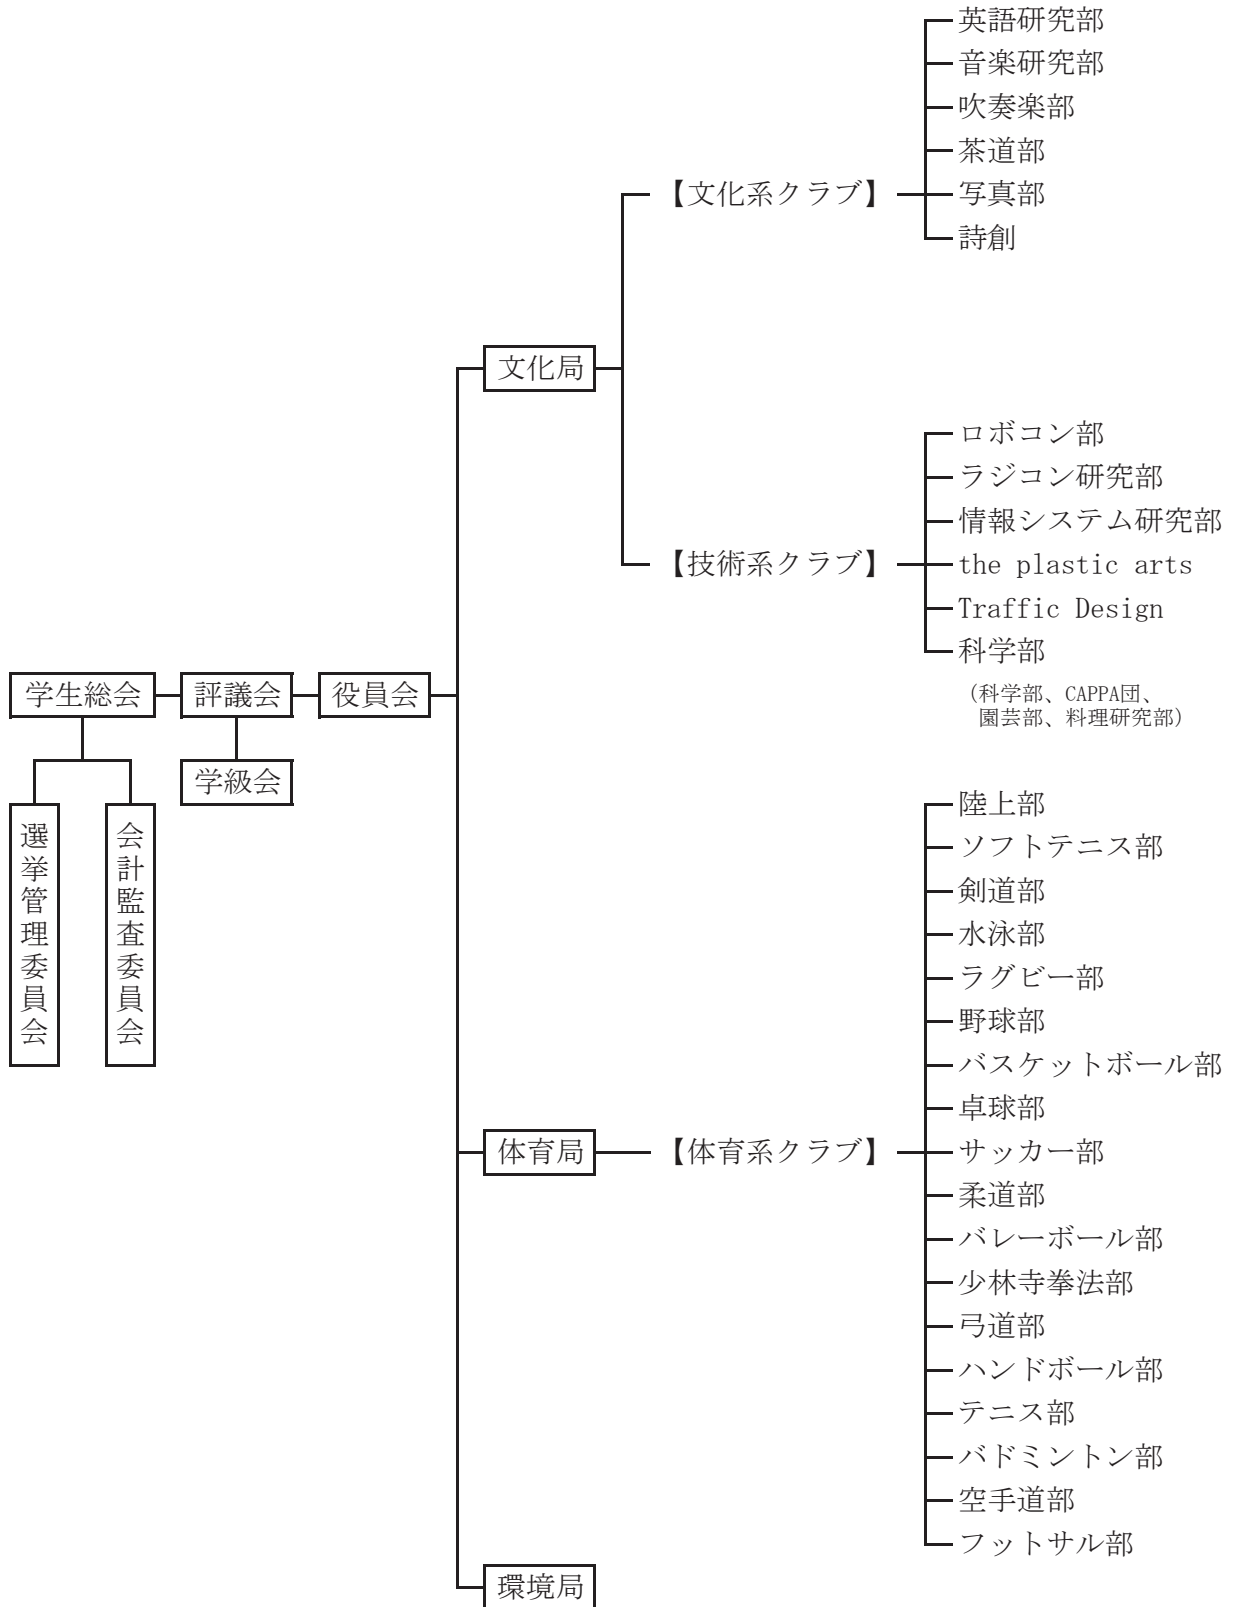 英語研究部
音楽研究部
吹奏楽部
茶道部
【文化系クラブ】
写真部
詩創
文化局
ロボコン部
ラジコン研究部
情報システム研究部
【技術系クラブ】
the plastic arts
Traffic Design
科学部
(科学部、CAPPA団、
園芸部、料理研究部)
学生総会
評議会
役員会
学級会
選挙管理委員会
会計監査委員会
陸上部
ソフトテニス部
剣道部
水泳部
ラグビー部
野球部
バスケットボール部
卓球部
体育局
【体育系クラブ】
サッカー部
柔道部
バレーボール部
少林寺拳法部
弓道部
ハンドボール部
テニス部
バドミントン部
空手道部
フットサル部
環境局